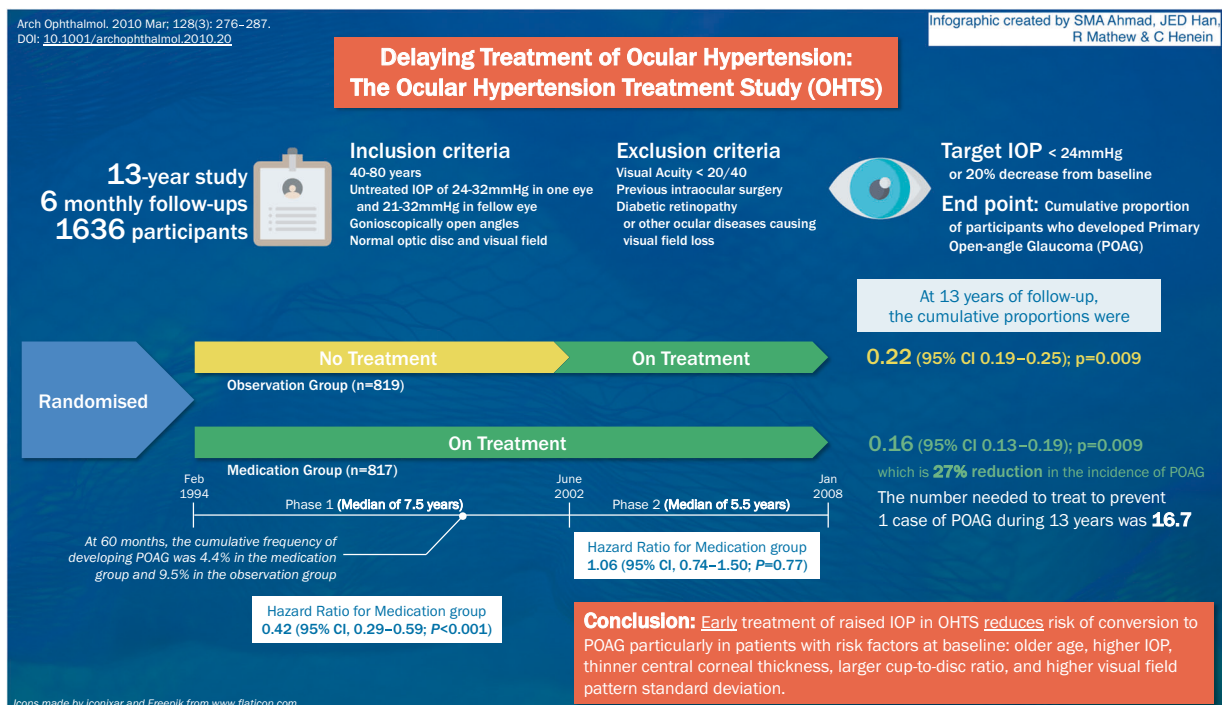 Arch Ophthalmol. 2010 Mar; 128(3): 276–287.
DOI: 10.1001/archophthalmol.2010.20
Infographic created by SMA Ahmad, JED Han,
R Mathew & C Henein
Delaying Treatment of Ocular Hypertension:
The Ocular Hypertension Treatment Study (OHTS)
13-year study
6 monthly follow-ups
1636 participants
Inclusion criteria
40-80 years
Untreated IOP of 24-32mmHg in one eye
and 21-32mmHg in fellow eye
Gonioscopically open angles
Normal optic disc and visual field
Exclusion criteria
Visual Acuity < 20/40
Previous intraocular surgery
Diabetic retinopathy
or other ocular diseases causing
visual field loss
Target IOP < 24mmHg
or 20% decrease from baseline
End point: Cumulative proportion
of participants who developed Primary
Open-angle Glaucoma (POAG)
At 13 years of follow-up,
the cumulative proportions were
Randomised
No Treatment
On Treatment
Observation Group (n=819)
0.22 (95% CI 0.19–0.25); p=0.009
On Treatment
Medication Group (n=817)
0.16 (95% CI 0.13–0.19); p=0.009
which is 27% reduction in the incidence of POAG
The number needed to treat to prevent
1 case of POAG during 13 years was 16.7
Feb
1994
June
2002
Jan
2008
Phase 1 (Median of 7.5 years)
Phase 2 (Median of 5.5 years)
At 60 months, the cumulative frequency of
developing POAG was 4.4% in the medication
group and 9.5% in the observation group
Hazard Ratio for Medication group
1.06 (95% CI, 0.74–1.50; P=0.77)
Hazard Ratio for Medication group
0.42 (95% CI, 0.29–0.59; P<0.001)
Conclusion: Early treatment of raised IOP in OHTS reduces risk of conversion to
POAG particularly in patients with risk factors at baseline: older age, higher IOP,
thinner central corneal thickness, larger cup-to-disc ratio, and higher visual field
pattern standard deviation.
Icons made by iconixar and Freepik from www.flaticon.com